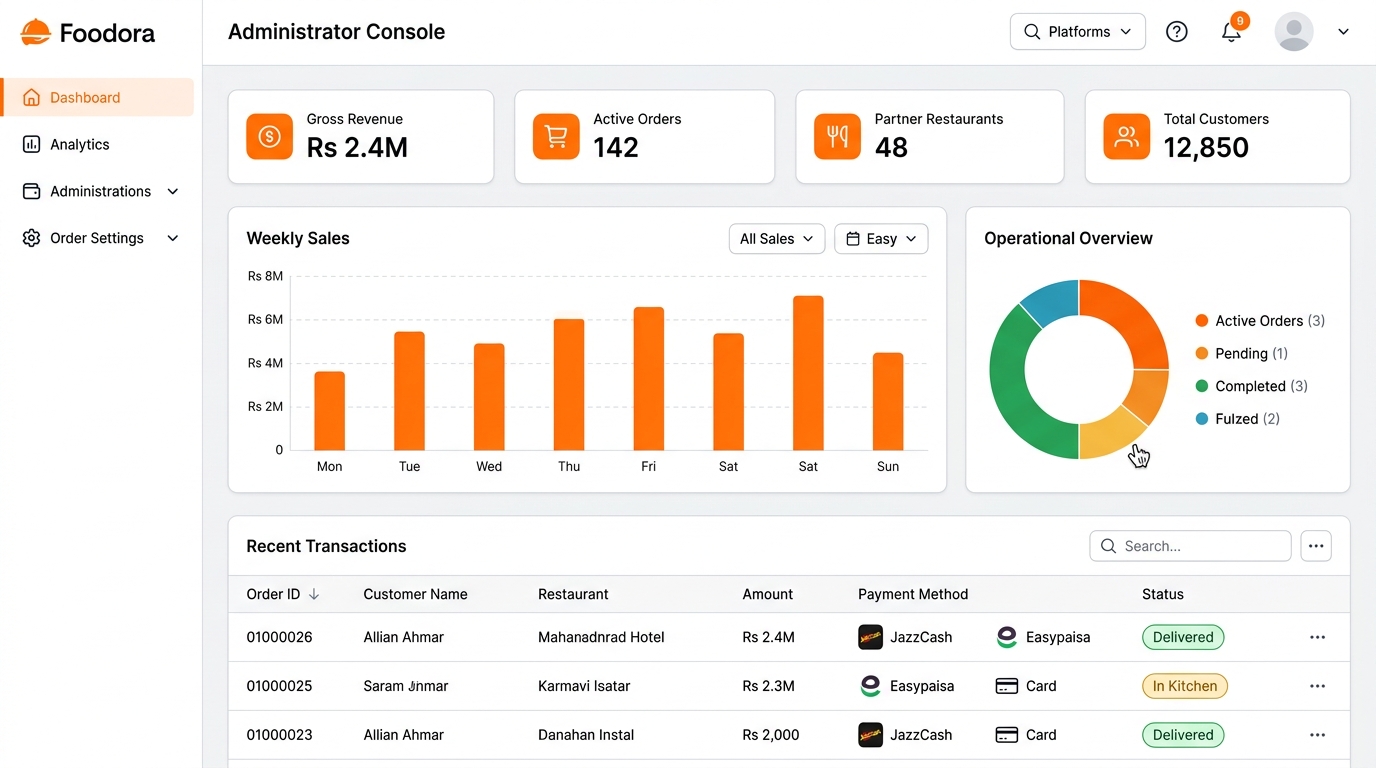 Foodora
Administrator Console
Platforms
9
Dashboard
Analytics
Administrations
Order Settings
Gross Revenue
Rs 2.4M
Active Orders
142
Partner Restaurants
48
Total Customers
12,850
Weekly Sales
All Sales
Easy
Rs 8M
Rs 6M
Rs 4M
Rs 2M
0
Mon Tue Wed Thu Fri Sat Sat Sun
Operational Overview
Active Orders (3)
Pending (1)
Completed (3)
Fulzed (2)
Recent Transactions
Search...
Order ID Customer Name Restaurant Amount Payment Method Status
01000026 Allian Ahmar Mahanadnrad Hotel Rs 2.4M JazzCash Easypaisa Delivered
01000025 Saram Karmavi Isatar Rs 2.3M Easypaisa Card In Kitchen
01000023 Allian Ahmar Danahan Instal Rs 2,000 JazzCash Card Delivered